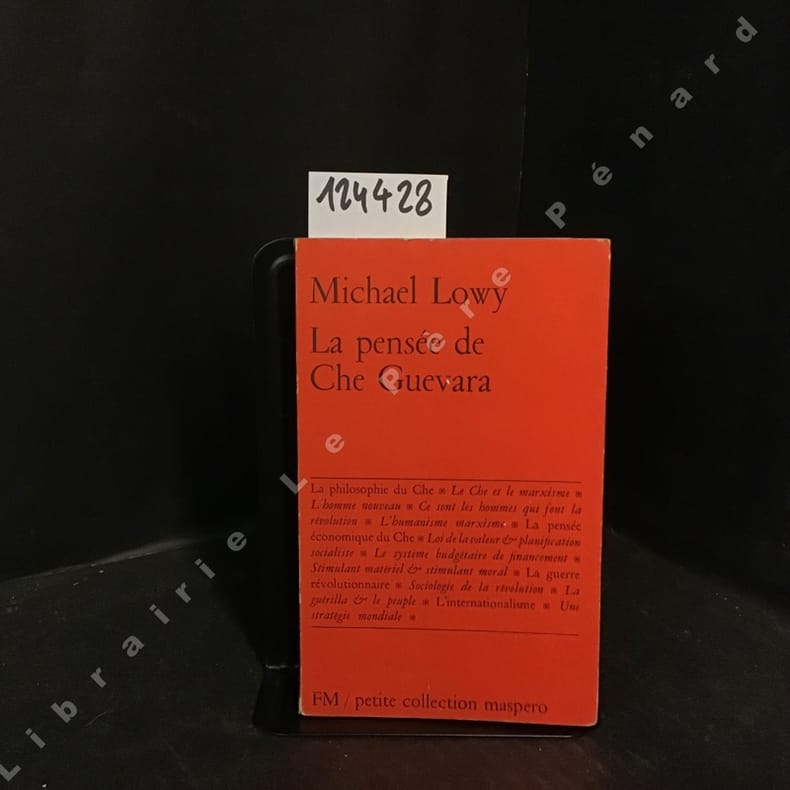 124428
Michael Lowy
La pensée de
Che Guevara
La philosophie du Che * Le Che et le marxisme *
L'homme nouveau * Ce sont les hommes qui font la
révolution * L'humanisme marxiste * La pensée
économique du Che * Loi de la valeur & planification
socialiste * Le système budgétaire de financement *
Stimulant matériel & stimulant moral * La guerre
révolutionnaire * Sociologie de la révolution * La
guérilla & le peuple * L'internationalisme * Une
stratégie mondiale *
FM / petite collection maspero
Librairie Le Père Pénard